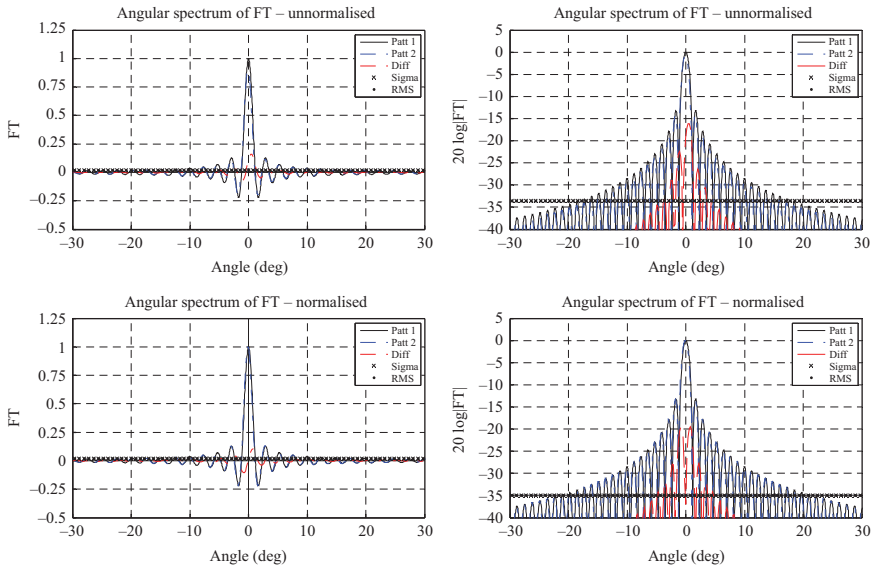 Angular spectrum of FT – unnormalised
1.25
1
0.75
0.5
0.25
0
−0.25
−0.5
FT
−30 −20 −10 0 10 20 30
Angle (deg)
Patt 1
Patt 2
Diff
Sigma
RMS
Angular spectrum of FT – unnormalised
5
0
−5
−10
−15
−20
−25
−30
−35
−40
20 log|FT|
−30 −20 −10 0 10 20 30
Angle (deg)
Patt 1
Patt 2
Diff
Sigma
RMS
Angular spectrum of FT – normalised
1.25
1
0.75
0.5
0.25
0
−0.25
−0.5
FT
−30 −20 −10 0 10 20 30
Angle (deg)
Patt 1
Patt 2
Diff
Sigma
RMS
Angular spectrum of FT – normalised
5
0
−5
−10
−15
−20
−25
−30
−35
−40
20 log|FT|
−30 −20 −10 0 10 20 30
Angle (deg)
Patt 1
Patt 2
Diff
Sigma
RMS